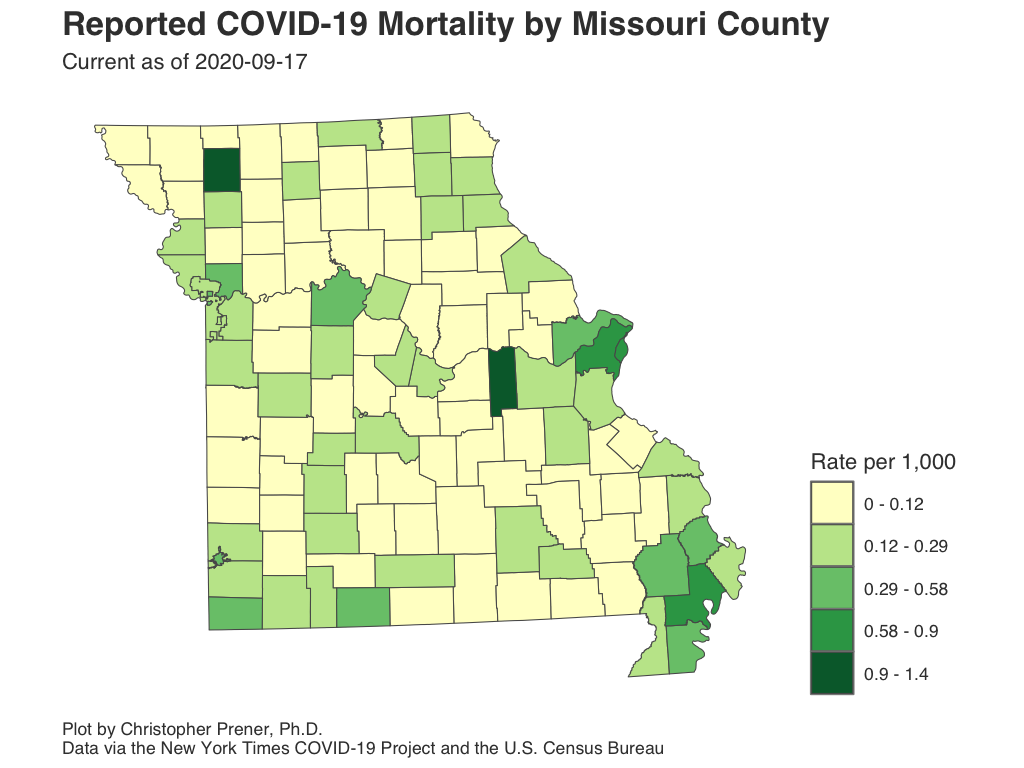 Reported COVID-19 Mortality by Missouri County
Current as of 2020-09-17
Rate per 1,000
0 - 0.12
0.12 - 0.29
0.29 - 0.58
0.58 - 0.9
0.9 - 1.4
Plot by Christopher Prener, Ph.D.
Data via the New York Times COVID-19 Project and the U.S. Census Bureau